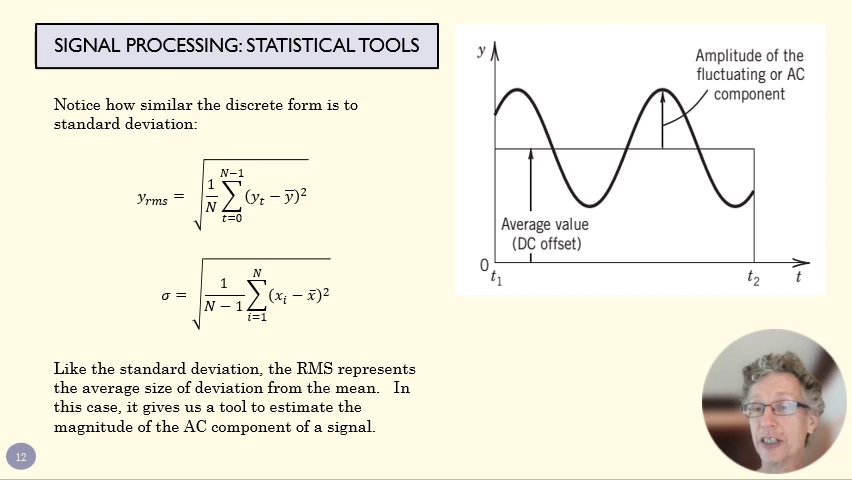 SIGNAL PROCESSING: STATISTICAL TOOLS
Notice how similar the discrete form is to
standard deviation:
y_rms = √(1/N ∑_{t=0}^{N−1} (y_t − y̅)²)
σ = √(1/(N − 1) ∑_{i=1}^{N} (x_i − x̄)²)
Like the standard deviation, the RMS represents
the average size of deviation from the mean. In
this case, it gives us a tool to estimate the
magnitude of the AC component of a signal.
12
y
Amplitude of the
fluctuating or AC
component
Average value
(DC offset)
0
t₁
t₂
t